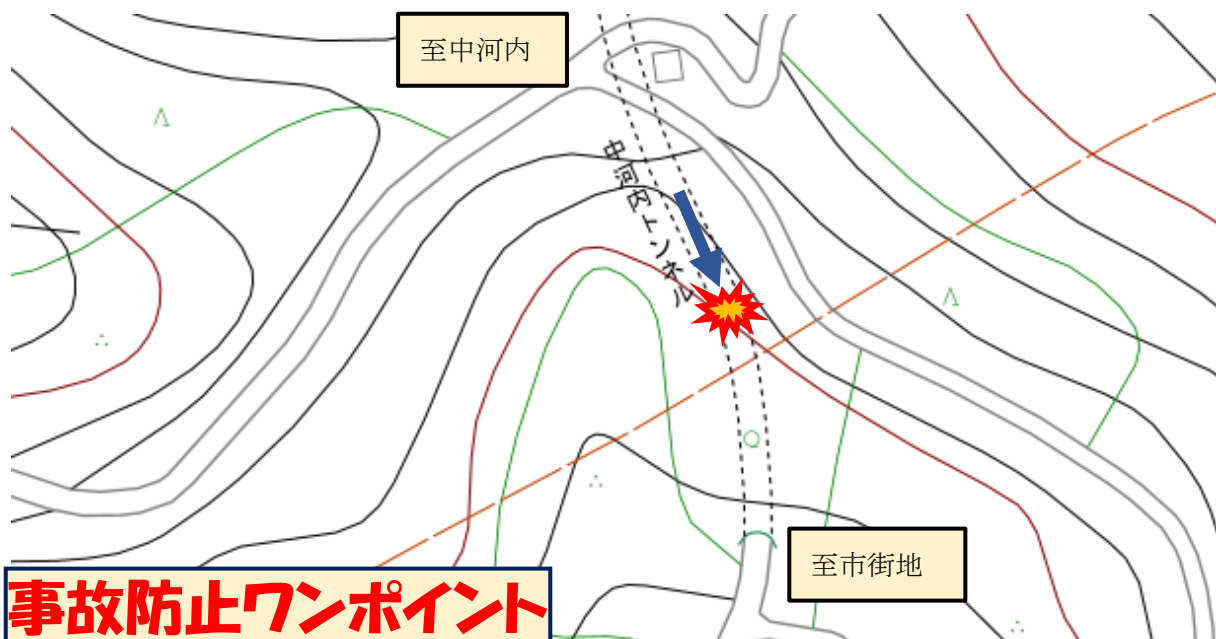 至中河内
中河内トンネル
至市街地
事故防止ワンポイント